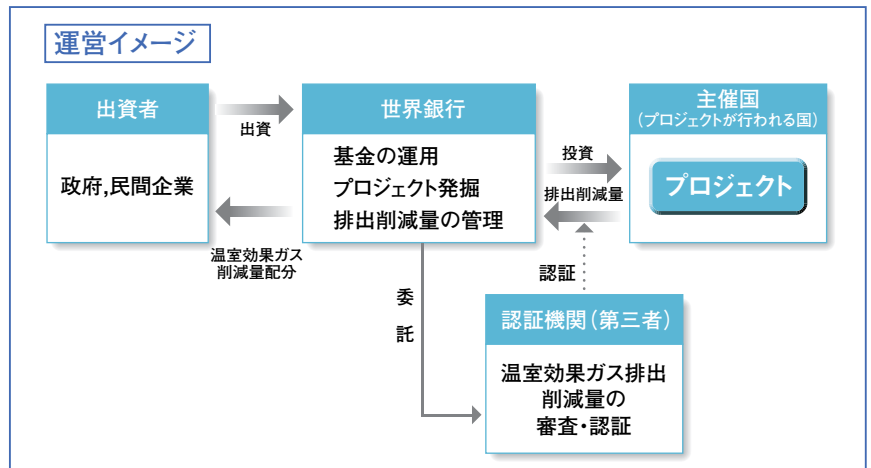 運営イメージ
出資者
政府,民間企業
出資
温室効果ガス
削減量配分
世界銀行
基金の運用
プロジェクト発掘
排出削減量の管理
投資
排出削減量
主催国
（プロジェクトが行われる国）
プロジェクト
委
託
認証
認証機関（第三者）
温室効果ガス排出
削減量の
審査・認証